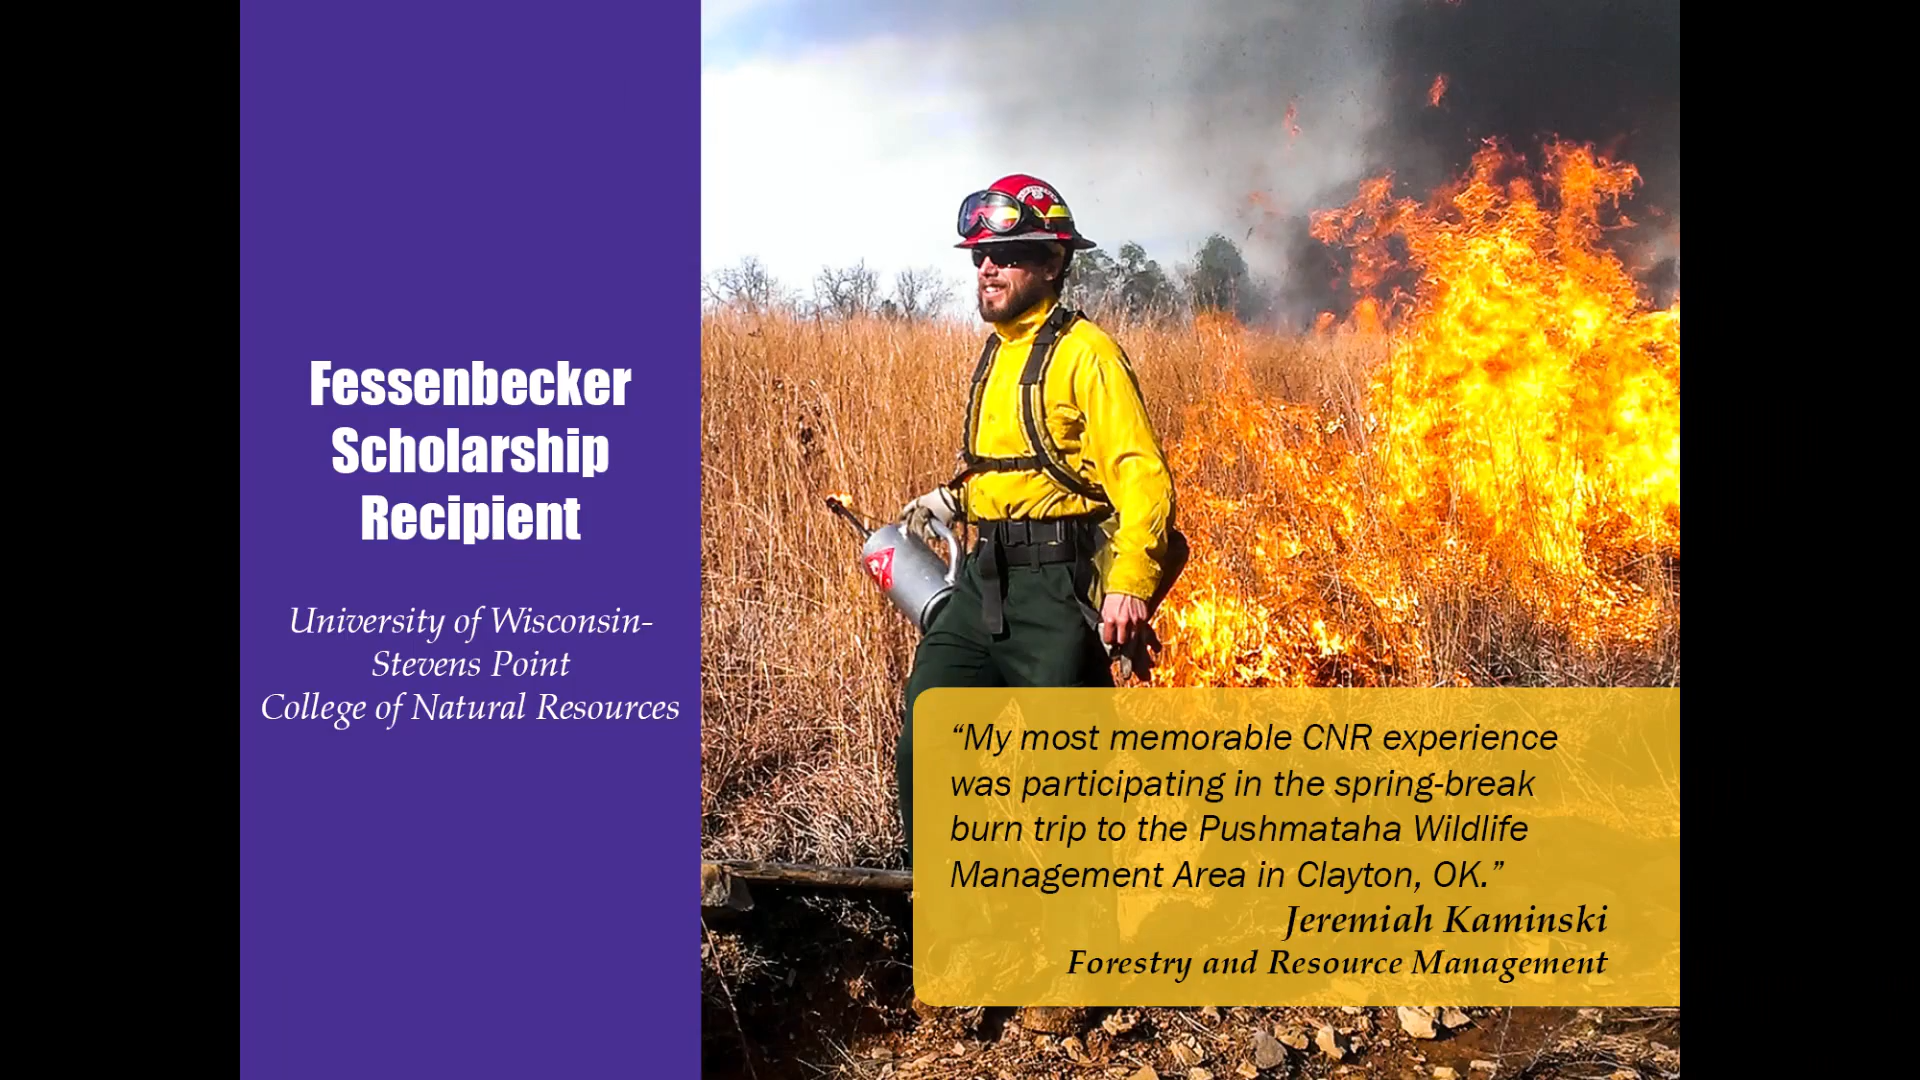 Fessenbecker
Scholarship
Recipient
University of Wisconsin-
Stevens Point
College of Natural Resources
“My most memorable CNR experience
was participating in the spring-break
burn trip to the Pushmataha Wildlife
Management Area in Clayton, OK.”
Jeremiah Kaminski
Forestry and Resource Management